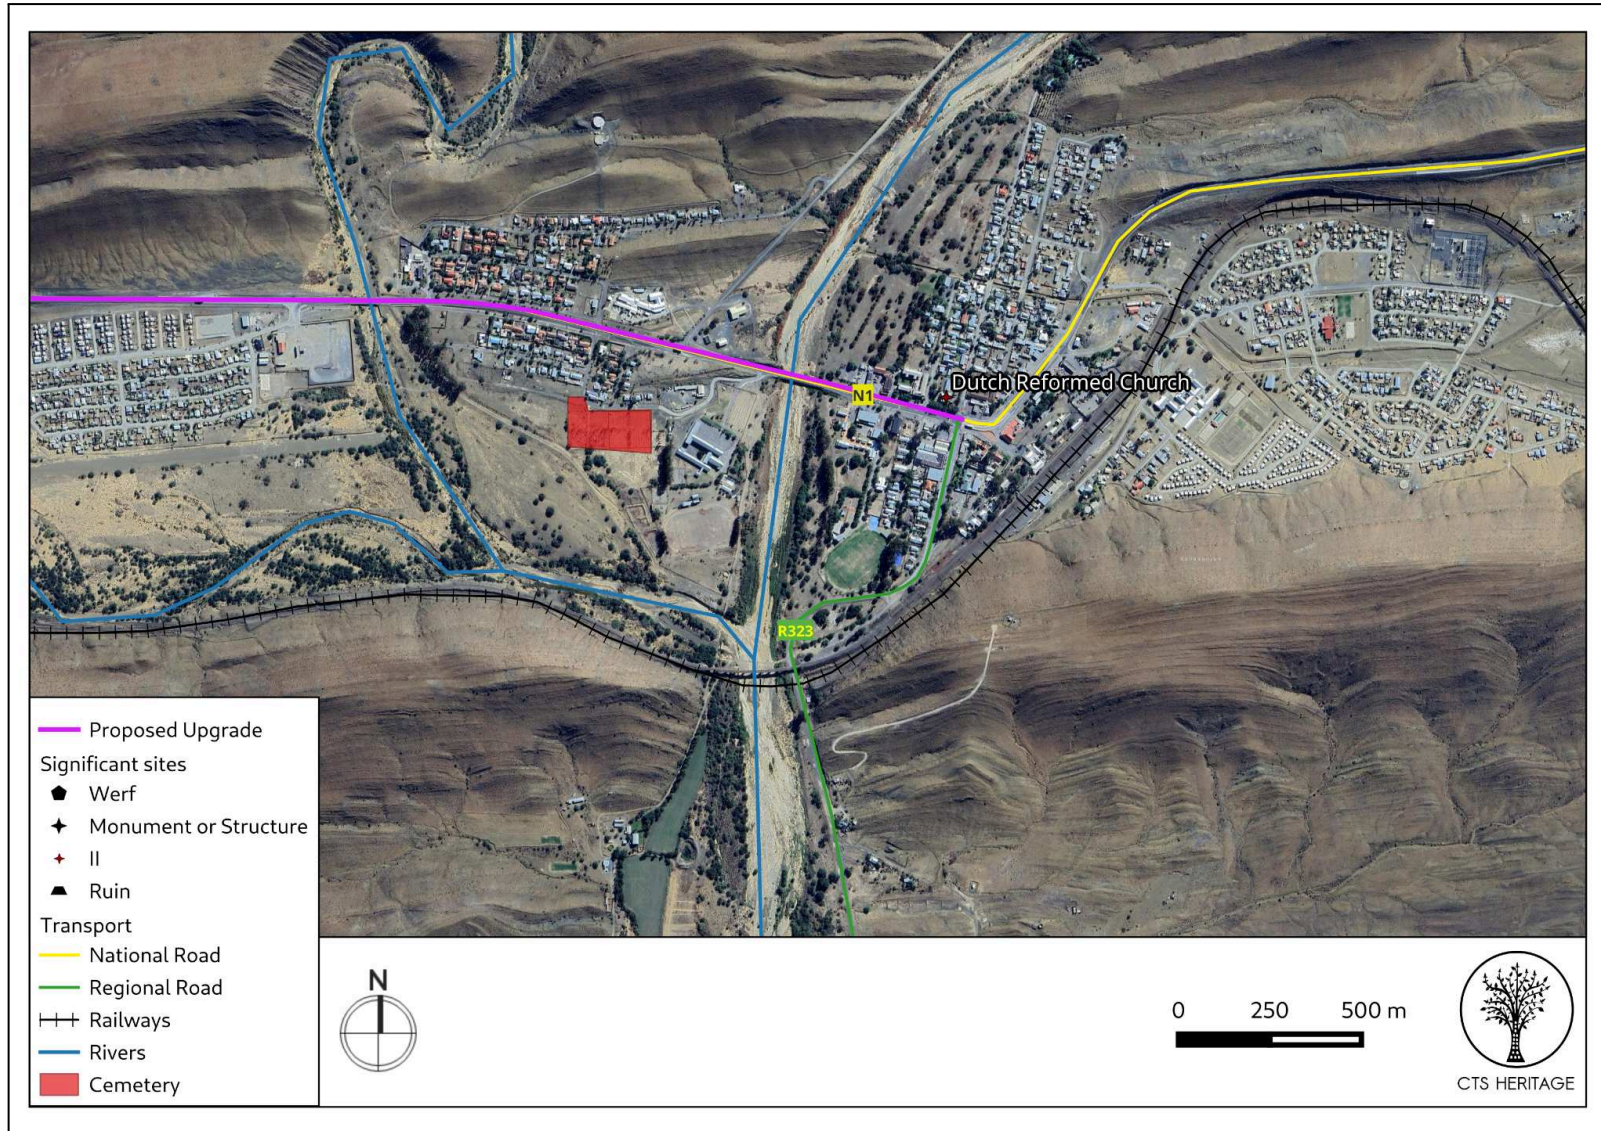 Dutch Reformed Church
N1
R323
Proposed Upgrade
Significant sites
Werf
Monument or Structure
II
Ruin
Transport
National Road
Regional Road
Railways
Rivers
Cemetery
N
0 250 500 m
CTS HERITAGE